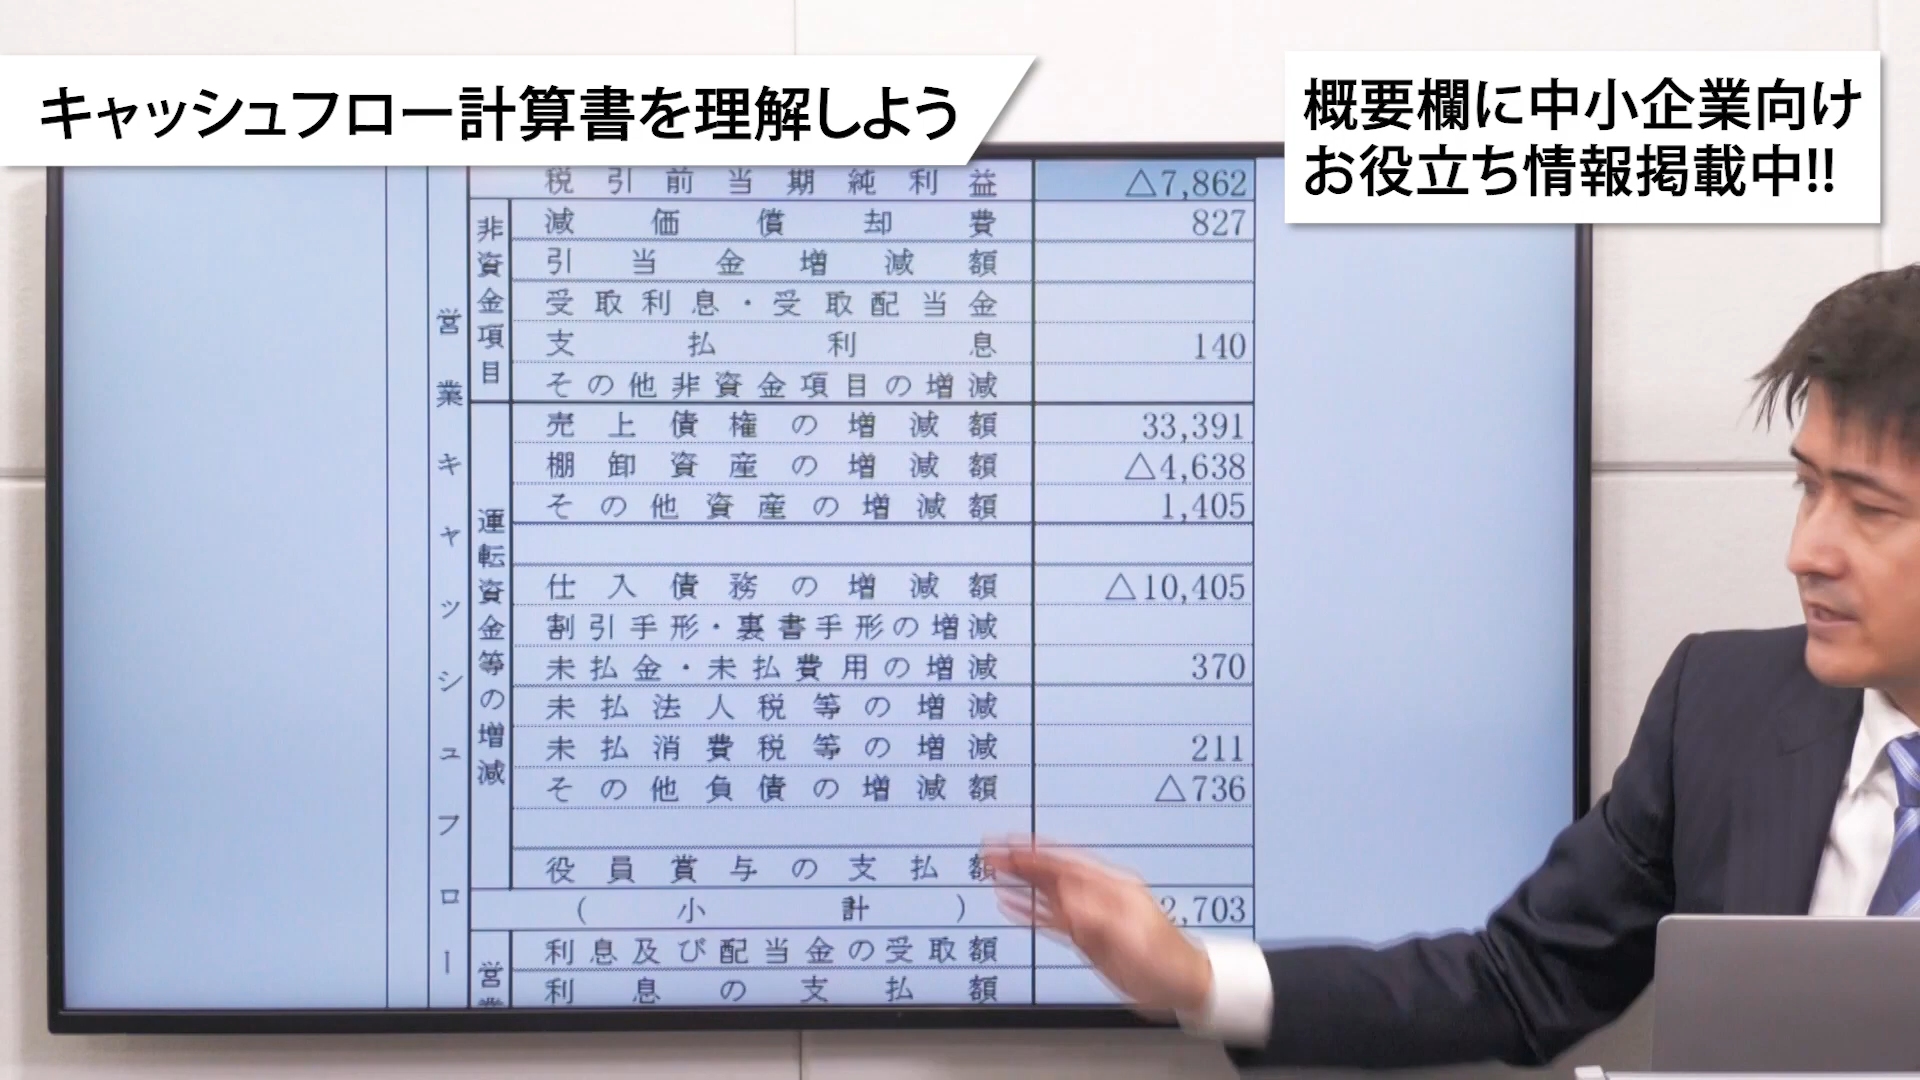 キャッシュフロー計算書を理解しよう
概要欄に中小企業向け
お役立ち情報掲載中!!
営業キャッシュフロー
税引前当期純利益 △7,862
非資金項目
減価償却費 827
引当金増減額
受取利息・受取配当金
支払利息 140
その他非資金項目の増減
運転資金等の増減
売上債権の増減額 33,391
棚卸資産の増減額 △4,638
その他資産の増減額 1,405
仕入債務の増減額 △10,405
割引手形・裏書手形の増減
未払金・未払費用の増減 370
未払法人税等の増減
未払消費税等の増減 211
その他負債の増減額 △736
役員賞与の支払額
(小計) 2,703
営業
利息及び配当金の受取額
利息の支払額